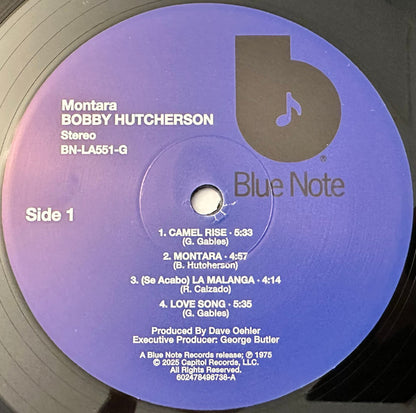 Montara
BOBBY HUTCHERSON
Stereo
BN-LA551-G
b
®
Blue Note
Side 1
1. CAMEL RISE · 5:33
(G. Gables)
2. MONTARA · 4:57
(B. Hutcherson)
3. (Se Acabo) LA MALANGA · 4:14
(R. Calzado)
4. LOVE SONG · 5:35
(G. Gables)
Produced By Dave Oehler
Executive Producer: George Butler
A Blue Note Records release; ℗ 1975
© 2025 Capitol Records, LLC.
All Rights Reserved.
602478496738-A